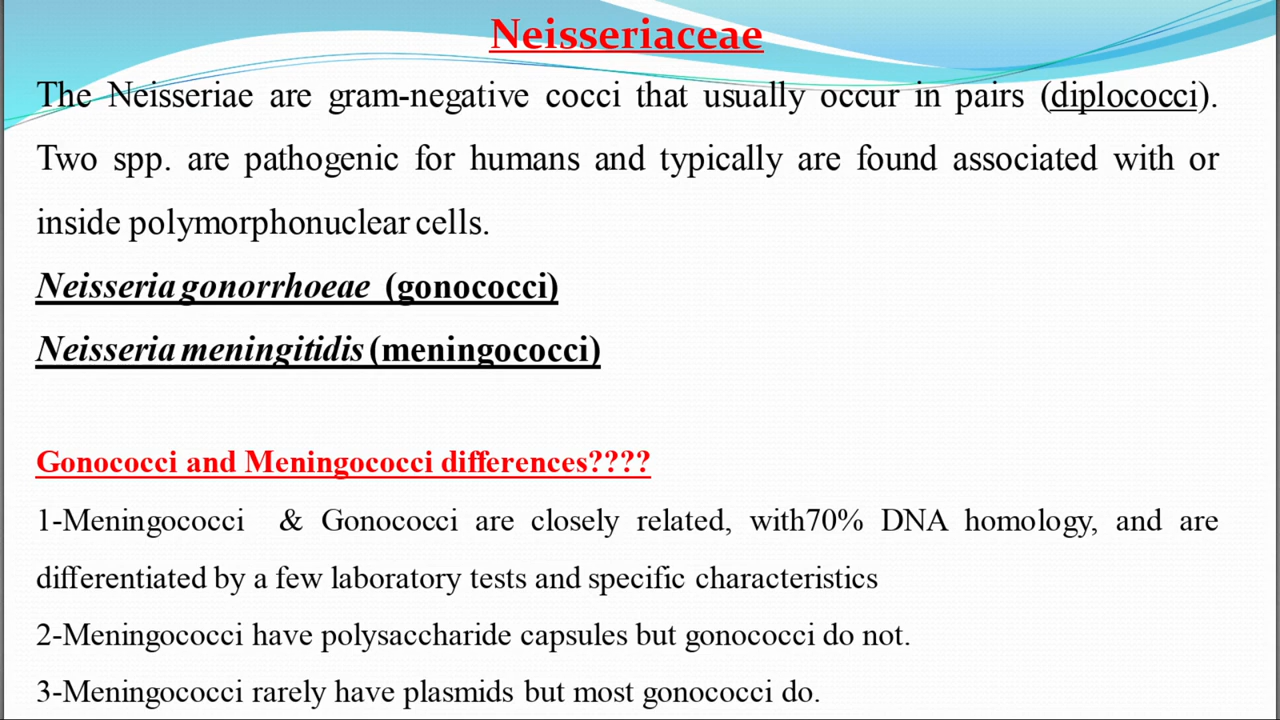 Neisseriaceae
The Neisseriae are gram-negative cocci that usually occur in pairs (diplococci).
Two spp. are pathogenic for humans and typically are found associated with or
inside polymorphonuclear cells.
Neisseria gonorrhoeae (gonococci)
Neisseria meningitidis (meningococci)
Gonococci and Meningococci differences????
1-Meningococci & Gonococci are closely related, with70% DNA homology, and are
differentiated by a few laboratory tests and specific characteristics
2-Meningococci have polysaccharide capsules but gonococci do not.
3-Meningococci rarely have plasmids but most gonococci do.